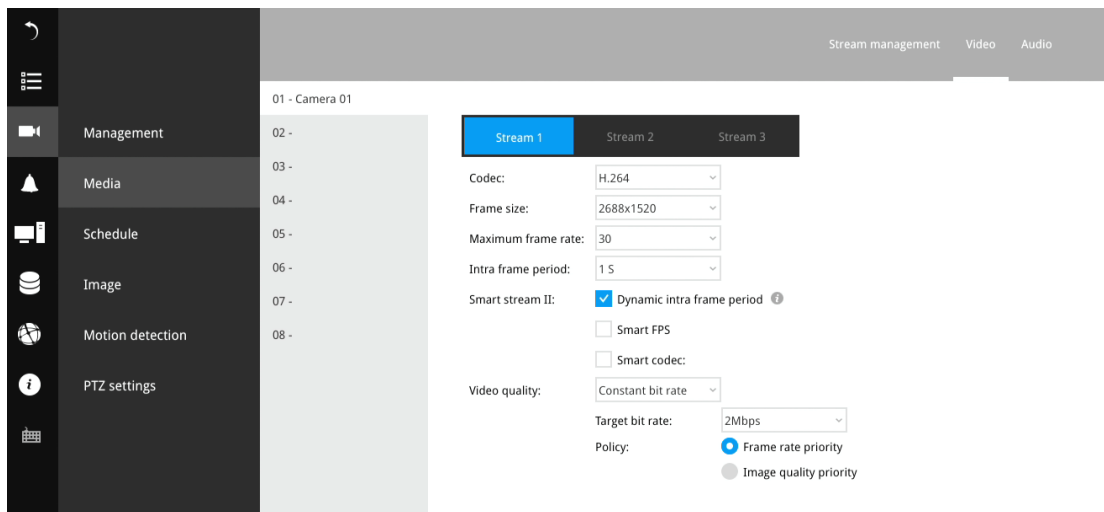 Stream management Video Audio
01 - Camera 01
Management
Media
Schedule
Image
Motion detection
PTZ settings
02 -
03 -
04 -
05 -
06 -
07 -
08 -
Stream 1 Stream 2 Stream 3
Codec: H.264
Frame size: 2688x1520
Maximum frame rate: 30
Intra frame period: 1 S
Smart stream II: Dynamic intra frame period i
Smart FPS
Smart codec:
Video quality: Constant bit rate
Target bit rate: 2Mbps
Policy: Frame rate priority
Image quality priority